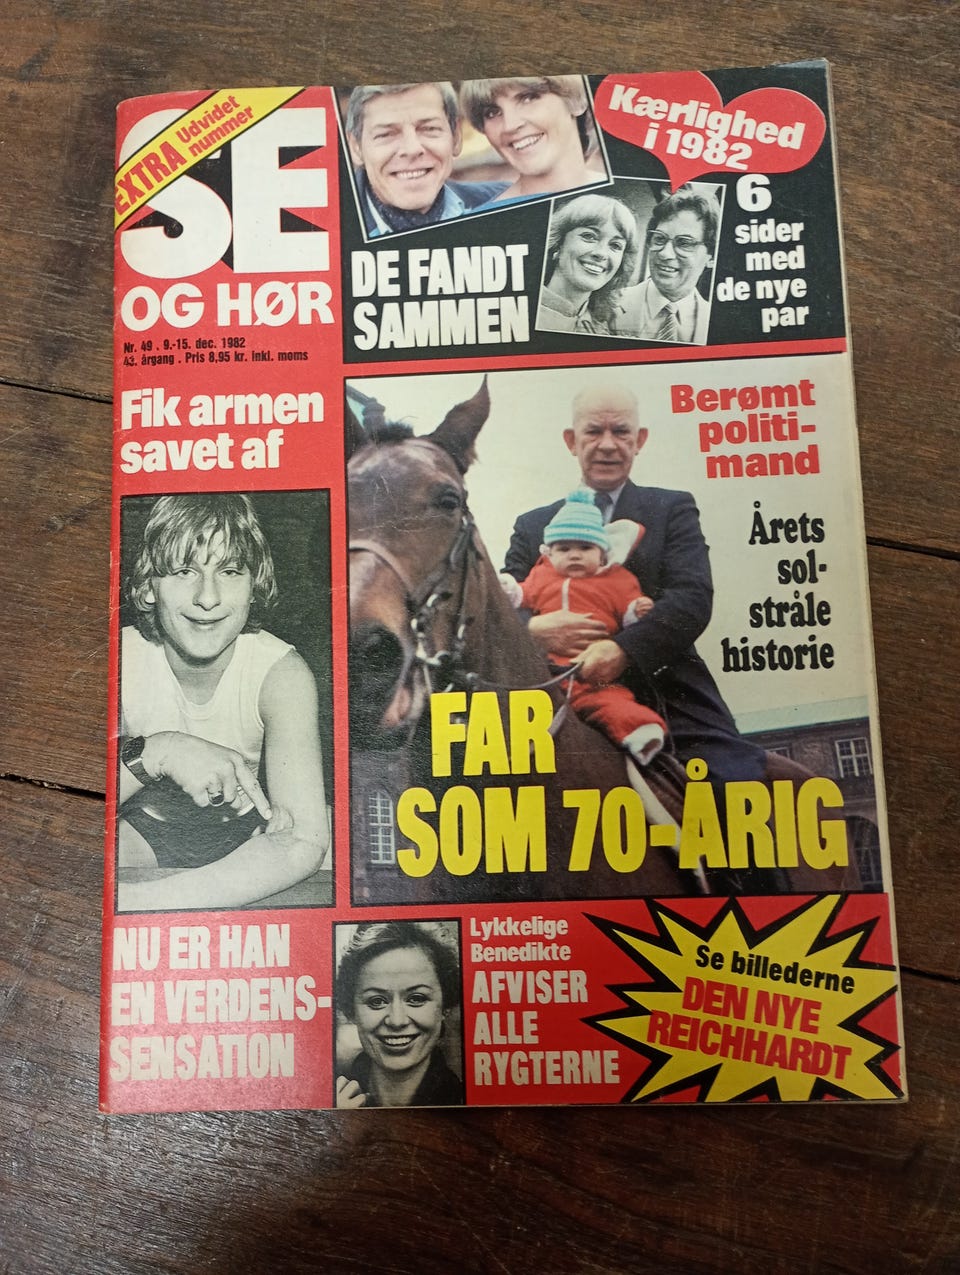 EXTRA Udvidet
nummer
SE
OG HØR
Nr. 49 . 9.-15. dec. 1982
43. årgang . Pris 8,95 kr. inkl. moms
Kærlighed
i 1982
6
sider
med
de nye
par
DE FANDT
SAMMEN
Fik armen
savet af
NU ER HAN
EN VERDENS-
SENSATION
Berømt
politi-
mand
Årets
sol-
stråle
historie
FAR
SOM 70-ÅRIG
Lykkelige
Benedikte
AFVISER
ALLE
RYGTERNE
Se billederne
DEN NYE
REICHHARDT